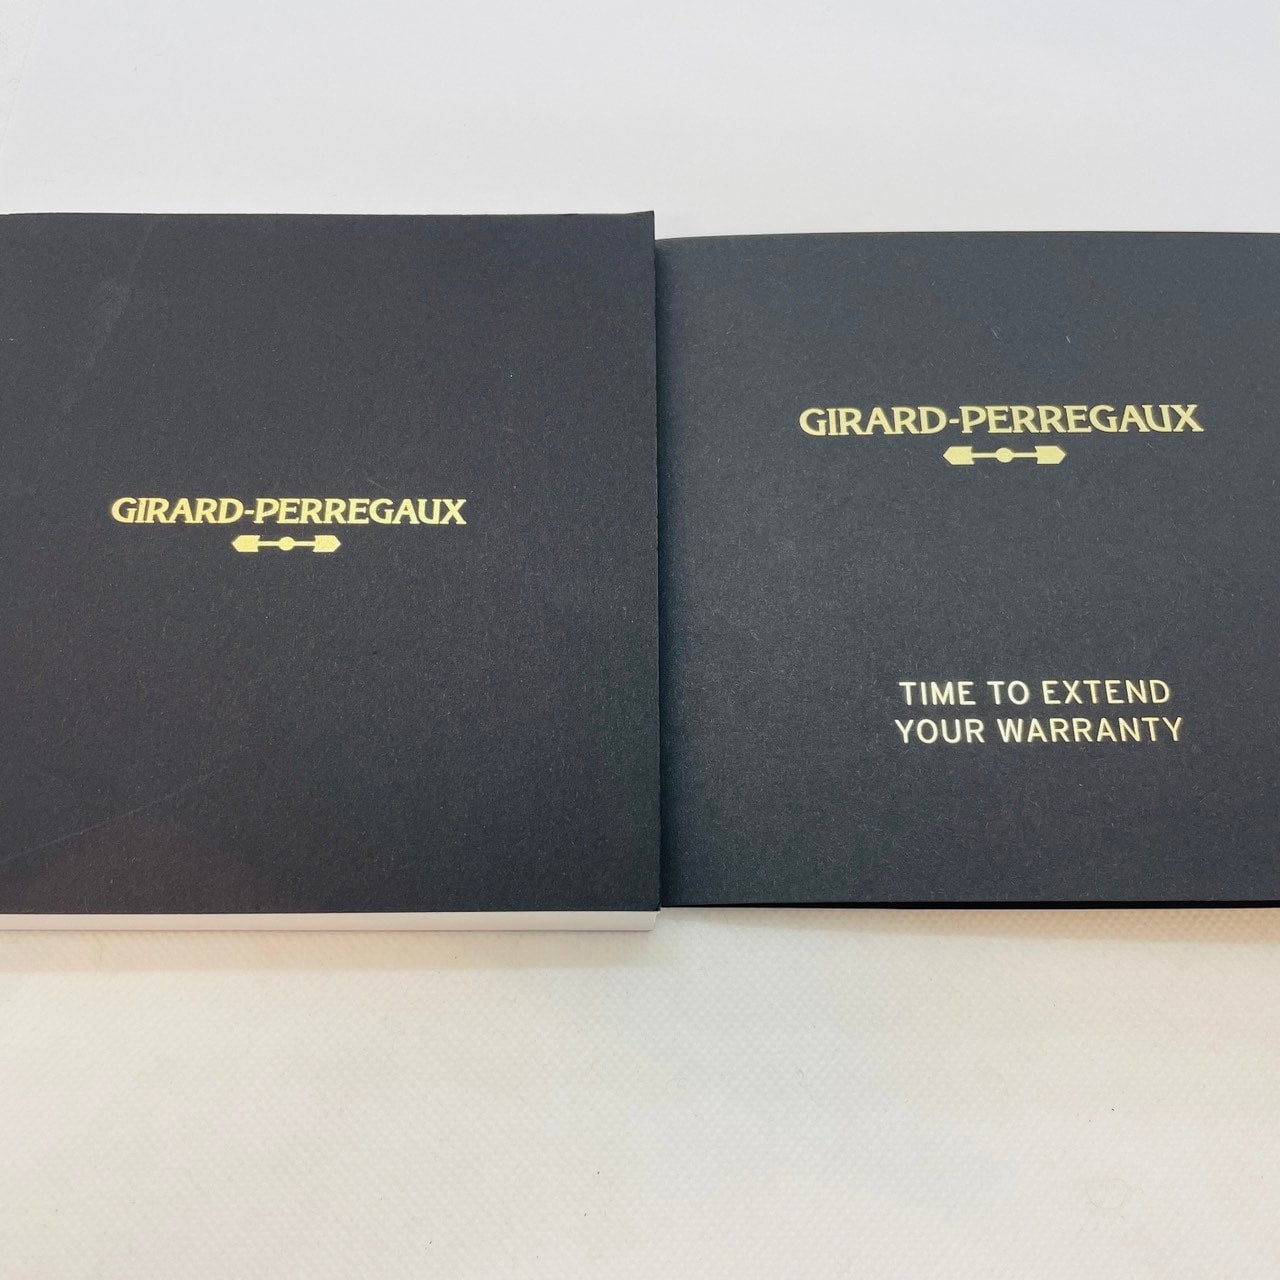 GIRARD-PERREGAUX
GIRARD-PERREGAUX
TIME TO EXTEND
YOUR WARRANTY